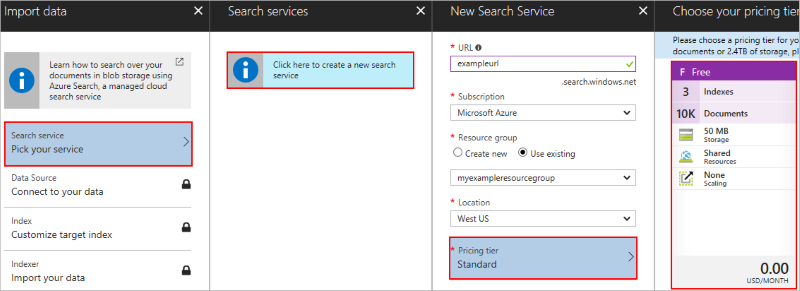 Import data
Learn how to search over your
documents in blob storage using
Azure Search, a managed cloud
search service
Search service
Pick your service
Data Source
Connect to your data
Index
Customize target index
Indexer
Import your data
Search services
Click here to create a new search
service
New Search Service
* URL
exampleurl
.search.windows.net
* Subscription
Microsoft Azure
* Resource group
Create new Use existing
myexampleresourcegroup
* Location
West US
* Pricing tier
Standard
Choose your pricing tier
Please choose a pricing tier for yo
documents or 2.4TB of storage, pl
F Free
3 Indexes
10K Documents
50 MB
Storage
Shared
Resources
None
Scaling
0.00
USD/MONTH